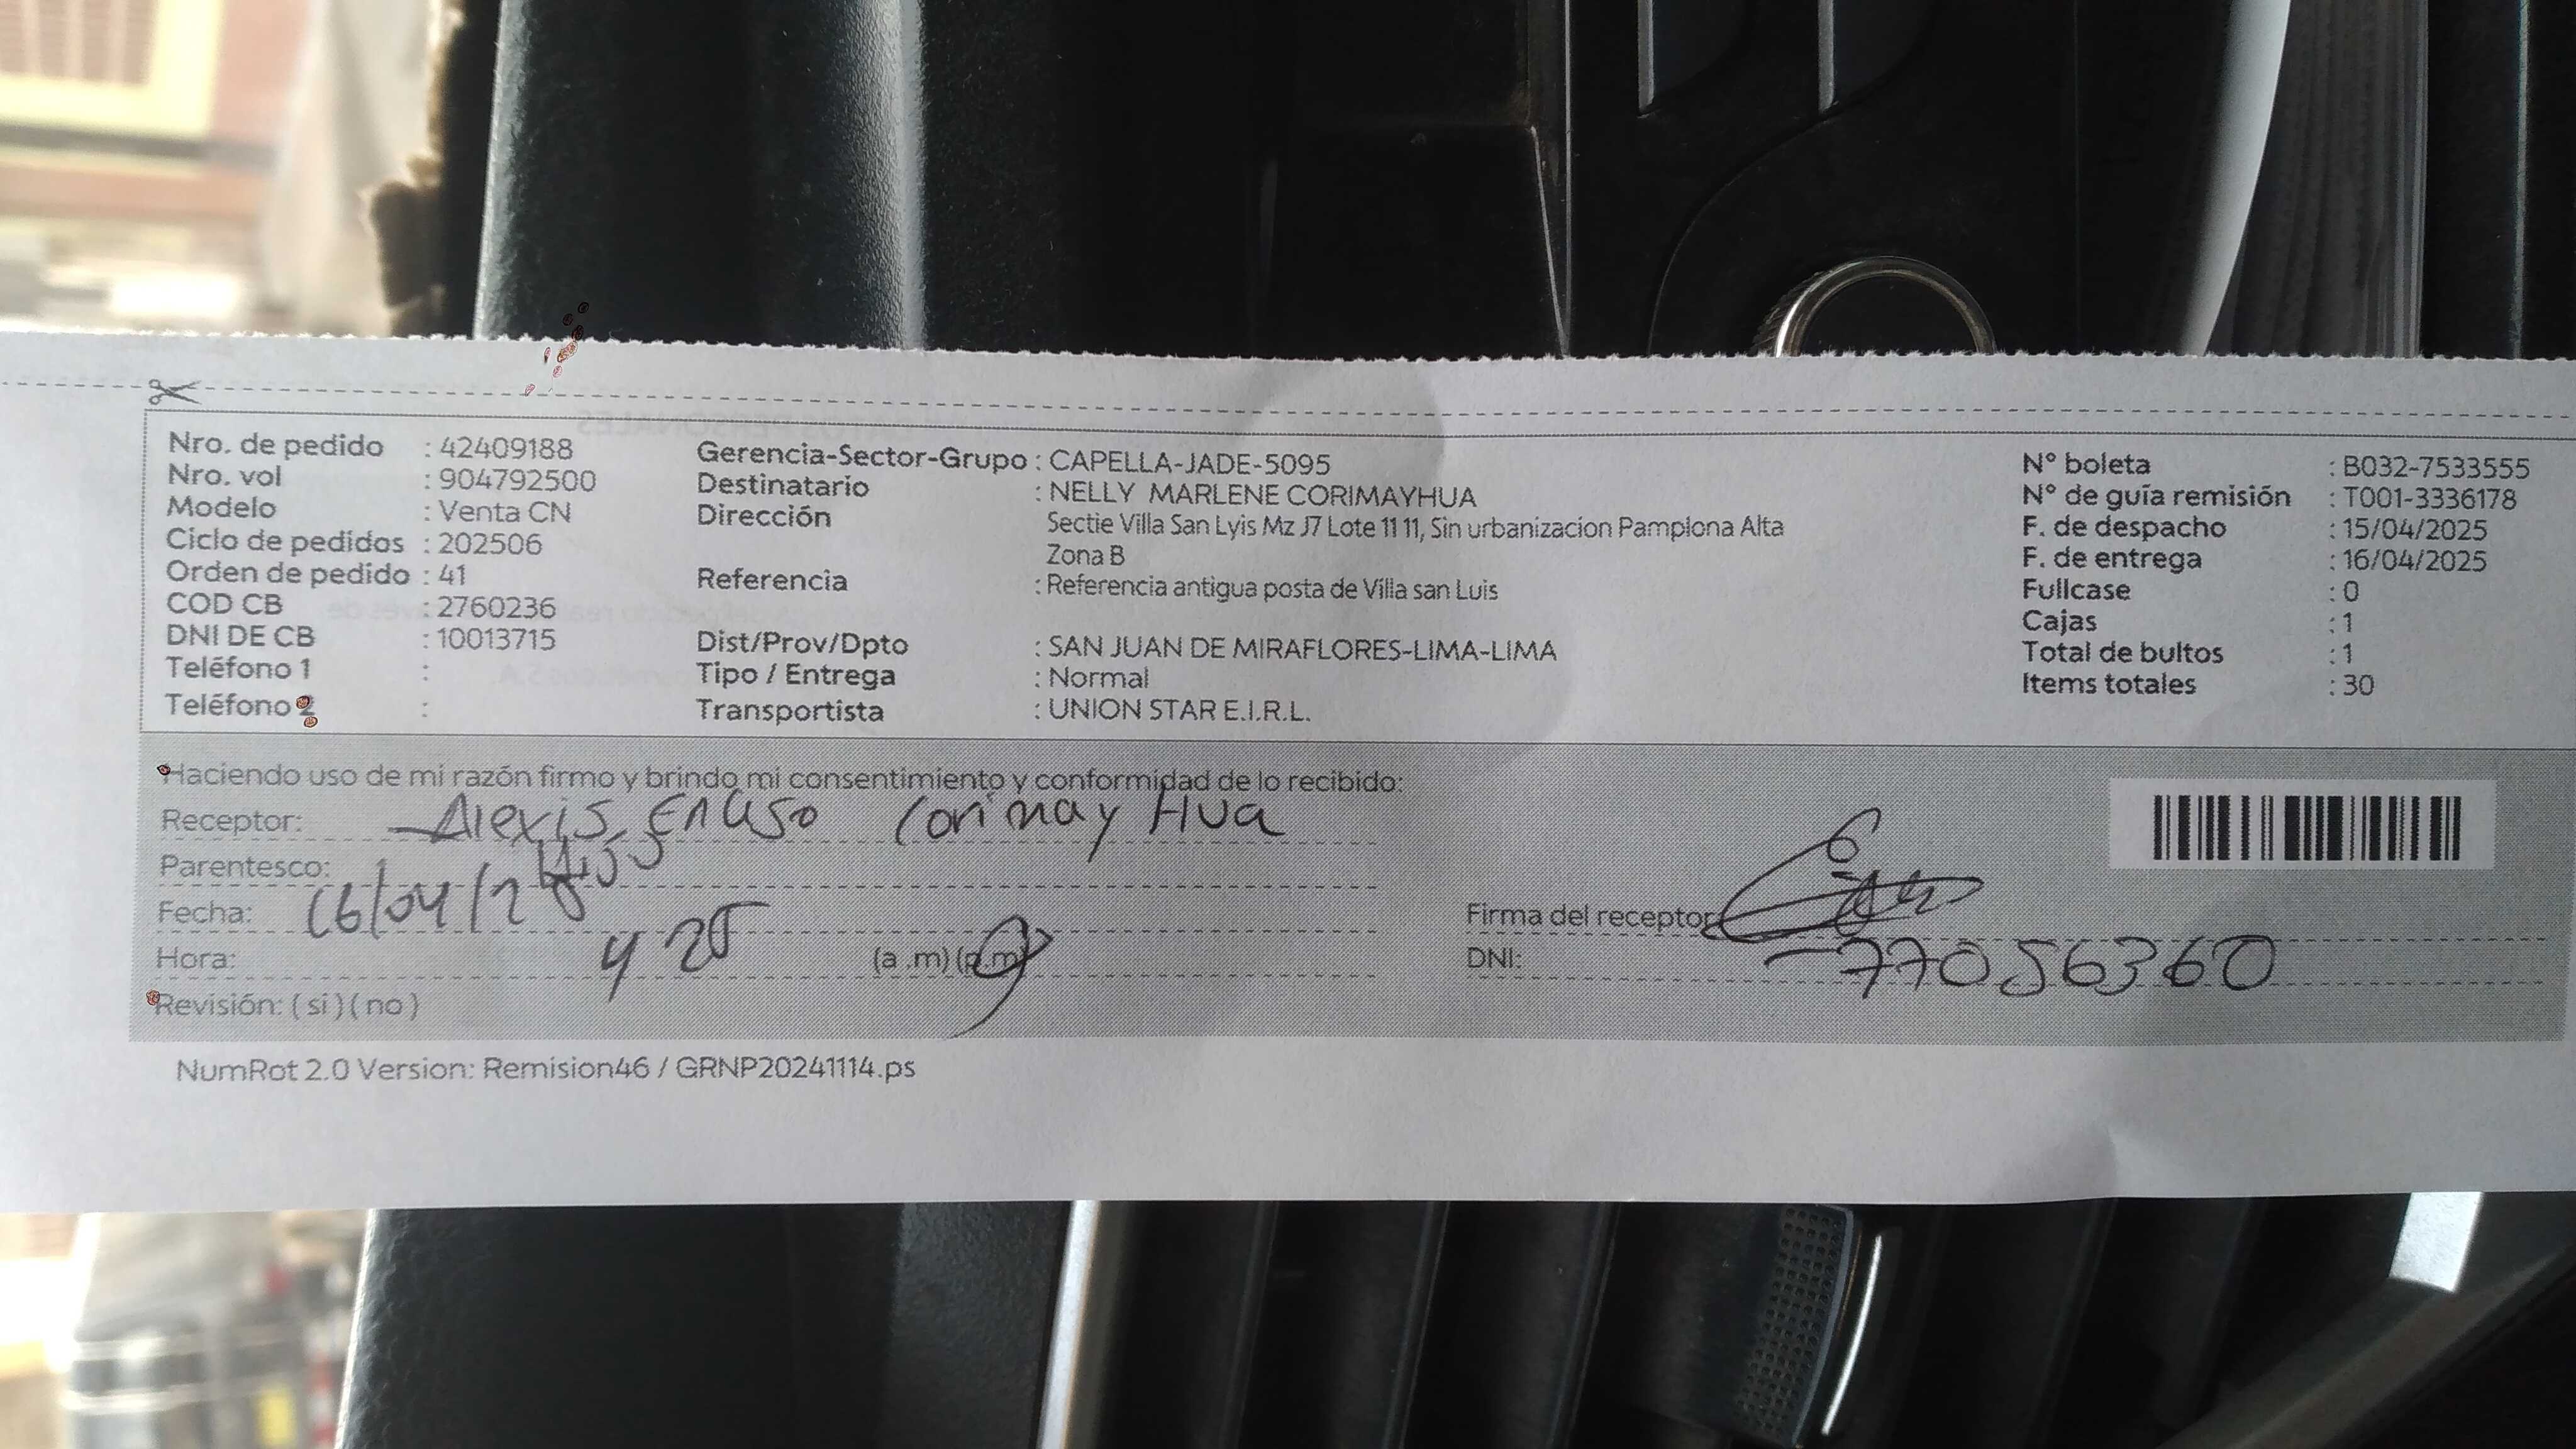 Nro. de pedido : 42409188
Nro. vol : 904792500
Modelo : Venta CN
Ciclo de pedidos : 202506
Orden de pedido : 41
COD CB : 2760236
DNI DE CB : 10013715
Teléfono 1 :
Teléfono 2 :
Gerencia-Sector-Grupo : CAPELLA-JADE-5095
Destinatario : NELLY MARLENE CORIMAYHUA
Dirección Sectie Villa San Lyis Mz J7 Lote 11 11, Sin urbanizacion Pamplona Alta
Zona B
Referencia : Referencia antigua posta de Villa san Luis
Dist/Prov/Dpto : SAN JUAN DE MIRAFLORES-LIMA-LIMA
Tipo / Entrega : Normal
Transportista : UNION STAR E.I.R.L.
N° boleta : B032-7533555
N° de guía remisión : T001-3336178
F. de despacho : 15/04/2025
F. de entrega : 16/04/2025
Fullcase : 0
Cajas : 1
Total de bultos : 1
Items totales : 30
Haciendo uso de mi razón firmo y brindo mi consentimiento y conformidad de lo recibido:
Receptor: Alexis Corimay Hua
Parentesco: Hijo
Fecha: 16/04/25
Hora: 4 25 (a .m) (p.m)
Revisión: ( si ) ( no )
Firma del receptor
DNI: 77056360
NumRot 2.0 Version: Remision46 / GRNP20241114.ps